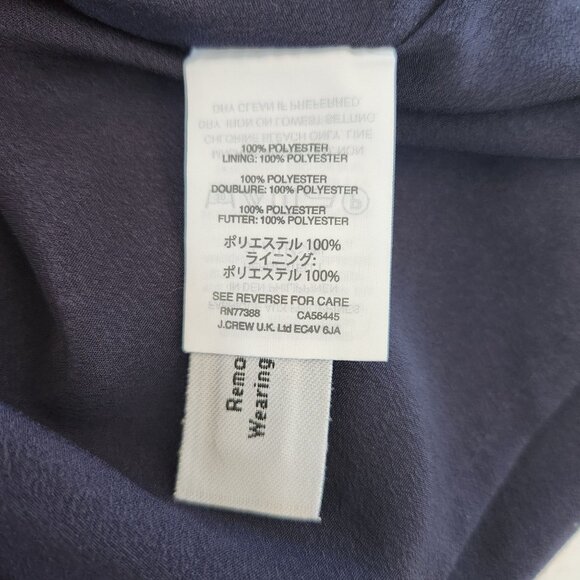 100% POLYESTER
LINING: 100% POLYESTER
100% POLYESTER
DOUBLURE: 100% POLYESTER
100% POLYESTER
FUTTER: 100% POLYESTER
ポリエステル 100%
ライニング:
ポリエステル 100%
SEE REVERSE FOR CARE
RN77388 CA56445
J.CREW U.K. Ltd EC4V 6JA
Remo
Wearing